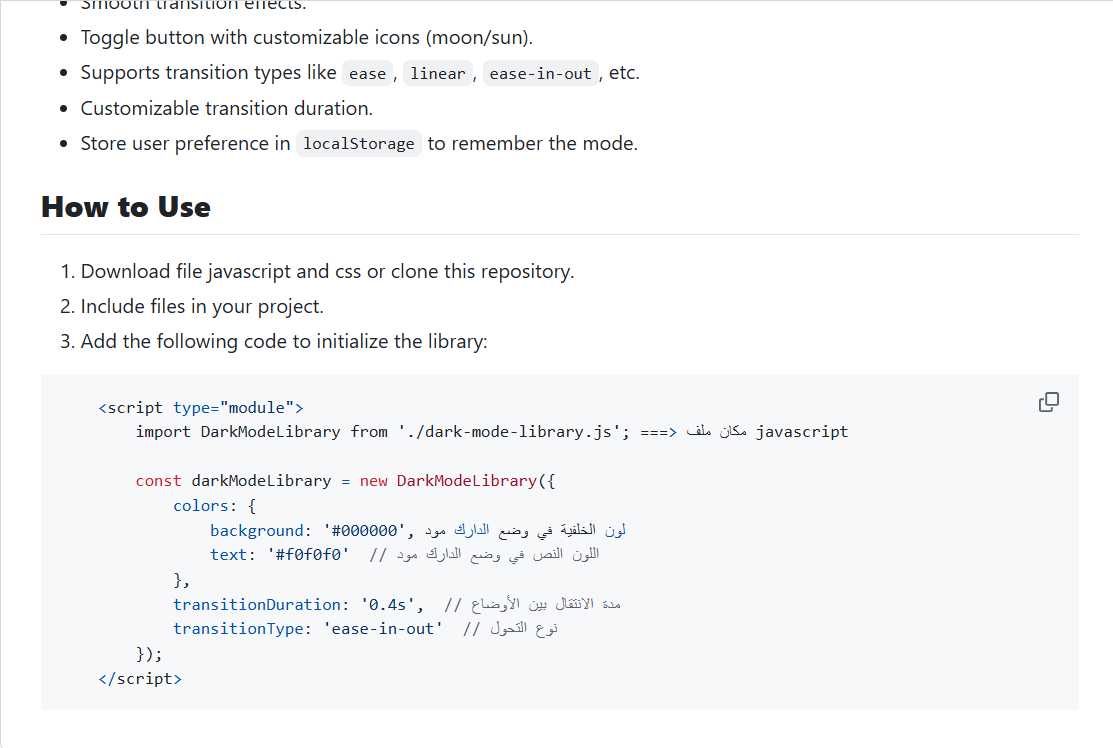 Smooth transition effects.
Toggle button with customizable icons (moon/sun).
Supports transition types like ease, linear, ease-in-out, etc.
Customizable transition duration.
Store user preference in localStorage to remember the mode.
How to Use
1. Download file javascript and css or clone this repository.
2. Include files in your project.
3. Add the following code to initialize the library:
<script type="module">
import DarkModeLibrary from './dark-mode-library.js'; ===> مكان ملف javascript
const darkModeLibrary = new DarkModeLibrary({
colors: {
background: '#000000', لون الخلفية في وضع الدارك مود
text: '#f0f0f0' // اللون النص في وضع الدارك مود
},
transitionDuration: '0.4s', // مدة الانتقال بين الأوضاع
transitionType: 'ease-in-out' // نوع التحول
});
</script>